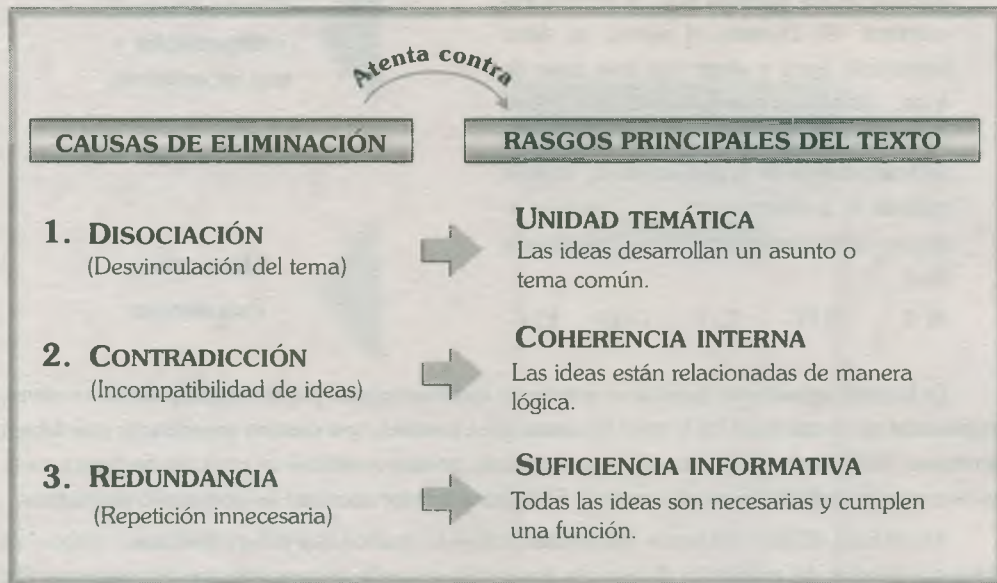 Atenta contra
CAUSAS DE ELIMINACIÓN
RASGOS PRINCIPALES DEL TEXTO
1. DISOCIACIÓN
(Desvinculación del tema)
UNIDAD TEMÁTICA
Las ideas desarrollan un asunto o
tema común.
2. CONTRADICCIÓN
(Incompatibilidad de ideas)
COHERENCIA INTERNA
Las ideas están relacionadas de manera
lógica.
3. REDUNDANCIA
(Repetición innecesaria)
SUFICIENCIA INFORMATIVA
Todas las ideas son necesarias y cumplen
una función.